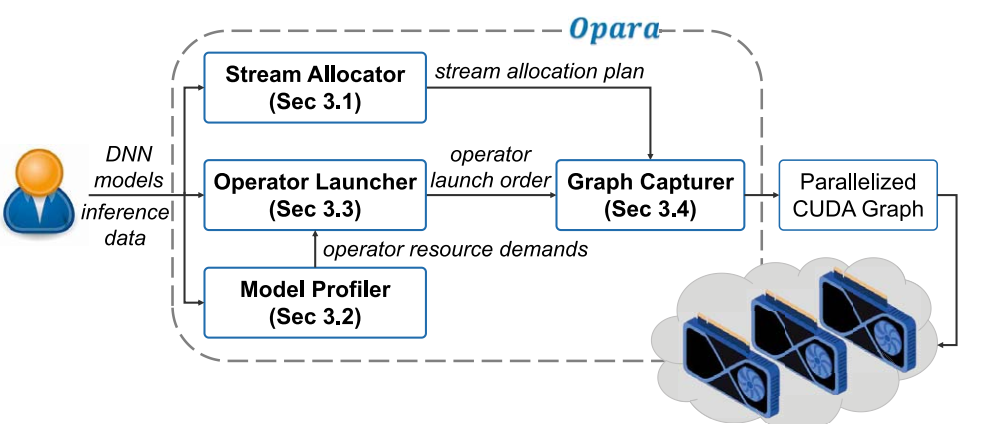 Opara
Stream Allocator
(Sec 3.1)
stream allocation plan
DNN
models
inference
data
Operator Launcher
(Sec 3.3)
operator
launch order
Graph Capturer
(Sec 3.4)
Parallelized
CUDA Graph
operator resource demands
Model Profiler
(Sec 3.2)